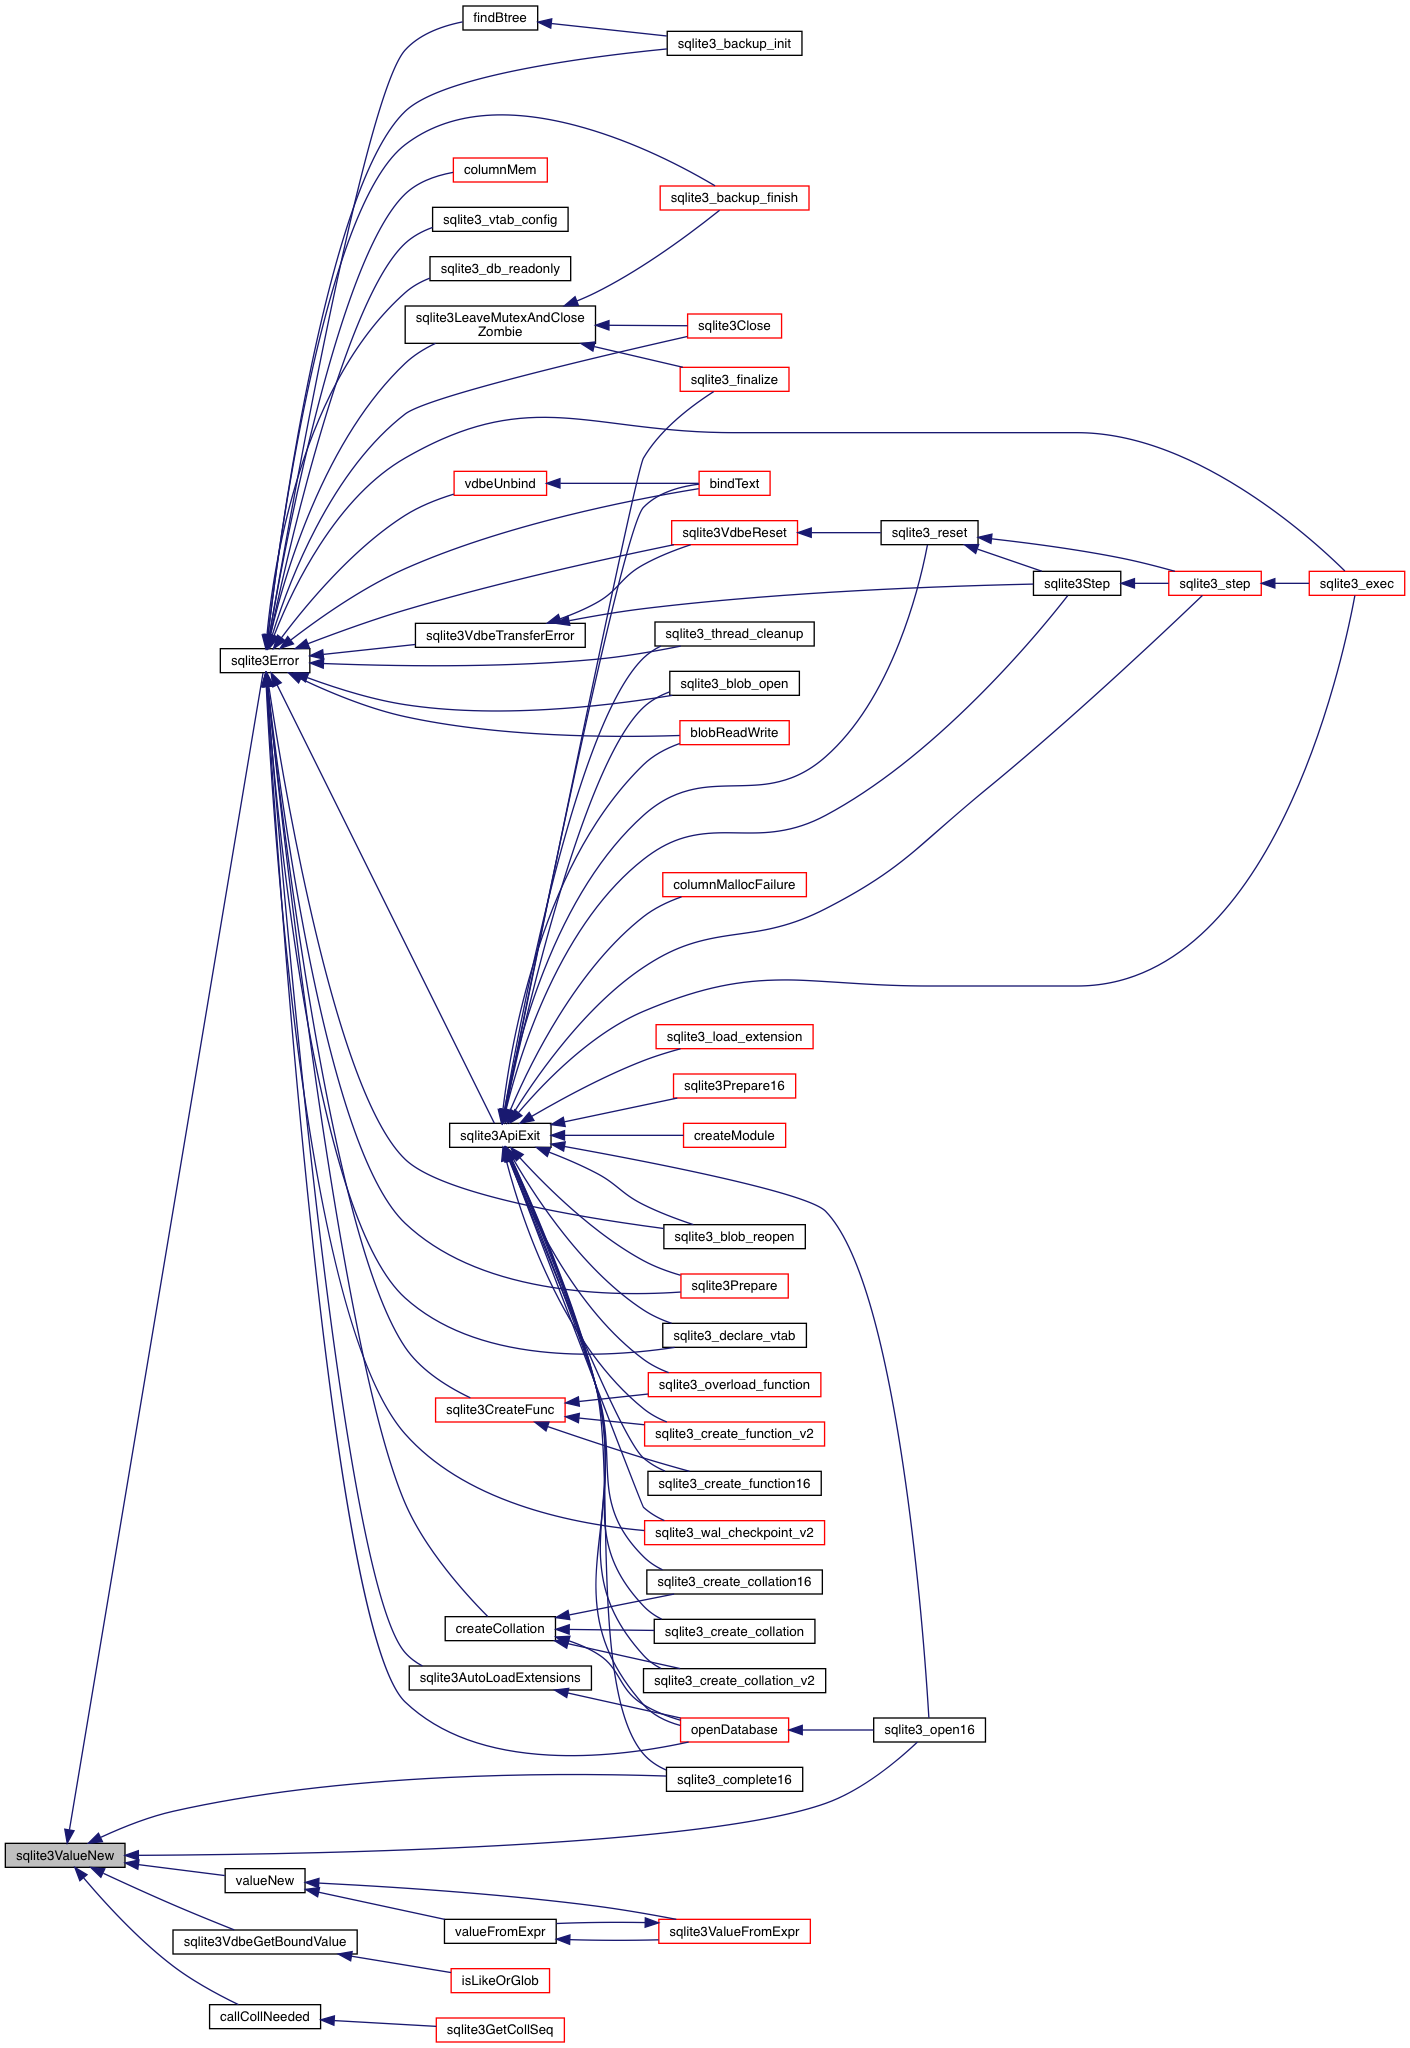 findBtree
sqlite3_backup_init
columnMem
sqlite3_backup_finish
sqlite3_vtab_config
sqlite3_db_readonly
sqlite3LeaveMutexAndClose
Zombie
sqlite3Close
sqlite3_finalize
vdbeUnbind
bindText
sqlite3VdbeReset
sqlite3_reset
sqlite3Step
sqlite3_step
sqlite3_exec
sqlite3VdbeTransferError
sqlite3_thread_cleanup
sqlite3Error
sqlite3_blob_open
blobReadWrite
columnMallocFailure
sqlite3_load_extension
sqlite3Prepare16
sqlite3ApiExit
createModule
sqlite3_blob_reopen
sqlite3Prepare
sqlite3_declare_vtab
sqlite3_overload_function
sqlite3CreateFunc
sqlite3_create_function_v2
sqlite3_create_function16
sqlite3_wal_checkpoint_v2
sqlite3_create_collation16
createCollation
sqlite3_create_collation
sqlite3AutoLoadExtensions
sqlite3_create_collation_v2
openDatabase
sqlite3_open16
sqlite3_complete16
sqlite3ValueNew
valueNew
valueFromExpr
sqlite3ValueFromExpr
sqlite3VdbeGetBoundValue
isLikeOrGlob
callCollNeeded
sqlite3GetCollSeq